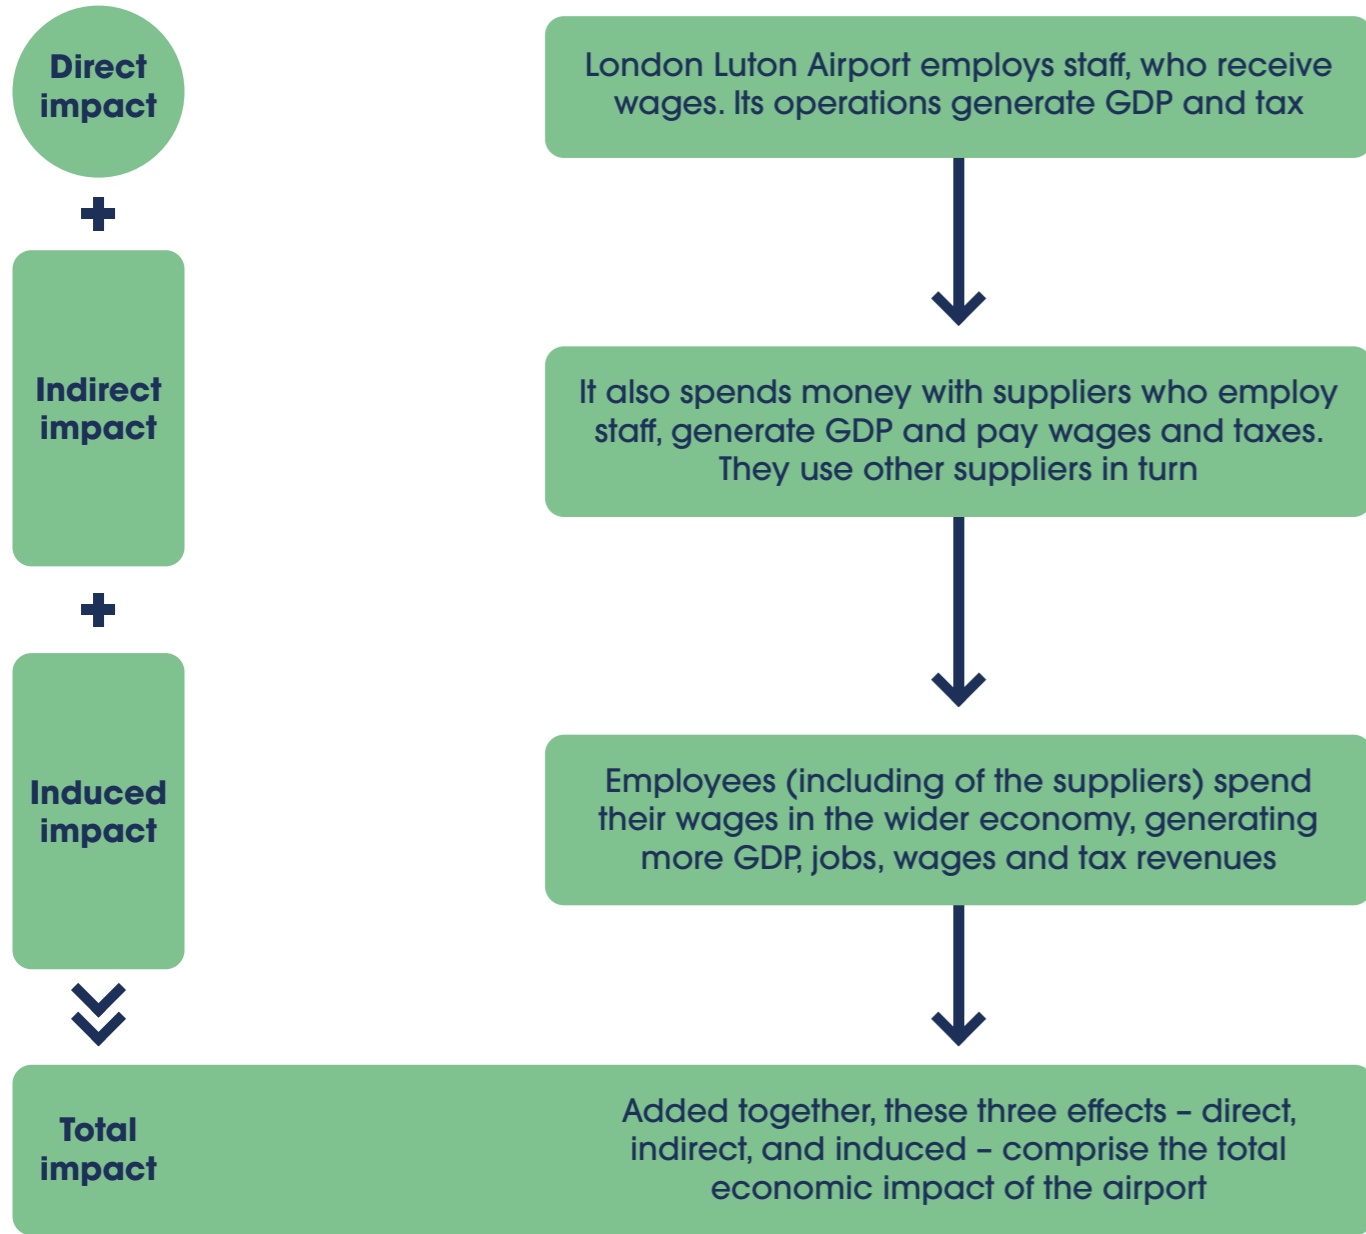 Direct
impact
London Luton Airport employs staff, who receive
wages. Its operations generate GDP and tax
+
Indirect
impact
It also spends money with suppliers who employ
staff, generate GDP and pay wages and taxes.
They use other suppliers in turn
+
Induced
impact
Employees (including of the suppliers) spend
their wages in the wider economy, generating
more GDP, jobs, wages and tax revenues
Total
impact
Added together, these three effects – direct,
indirect, and induced – comprise the total
economic impact of the airport